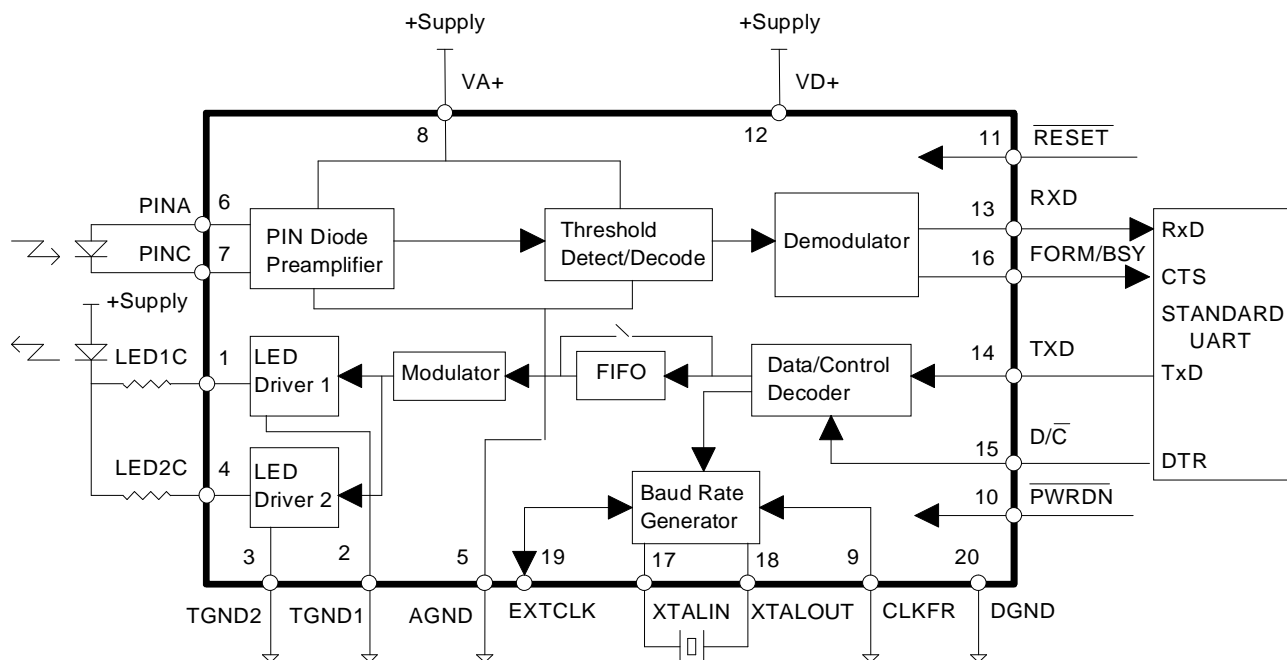 +Supply
+Supply
VA+
VD+
8
12
11
RESET
PINA
6
PIN Diode
Preamplifier
Threshold
Detect/Decode
Demodulator
13
RXD
RxD
PINC
7
16
FORM/BSY
CTS
STANDARD
UART
+Supply
LED1C
1
LED
Driver 1
Modulator
FIFO
Data/Control
Decoder
14
TXD
TxD
15
D/C
DTR
LED2C
4
LED
Driver 2
Baud Rate
Generator
10
PWRDN
3
2
5
19
17
18
9
20
TGND2
TGND1
AGND
EXTCLK
XTALIN
XTALOUT
CLKFR
DGND